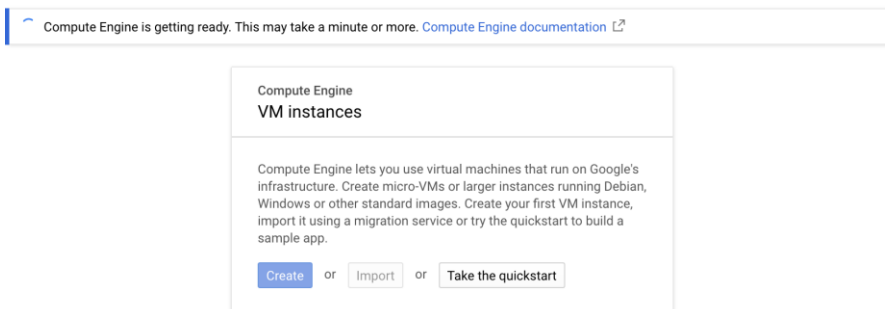 Compute Engine is getting ready. This may take a minute or more. Compute Engine documentation
Compute Engine
VM instances
Compute Engine lets you use virtual machines that run on Google's
infrastructure. Create micro-VMs or larger instances running Debian,
Windows or other standard images. Create your first VM instance,
import it using a migration service or try the quickstart to build a
sample app.
Create or Import or Take the quickstart